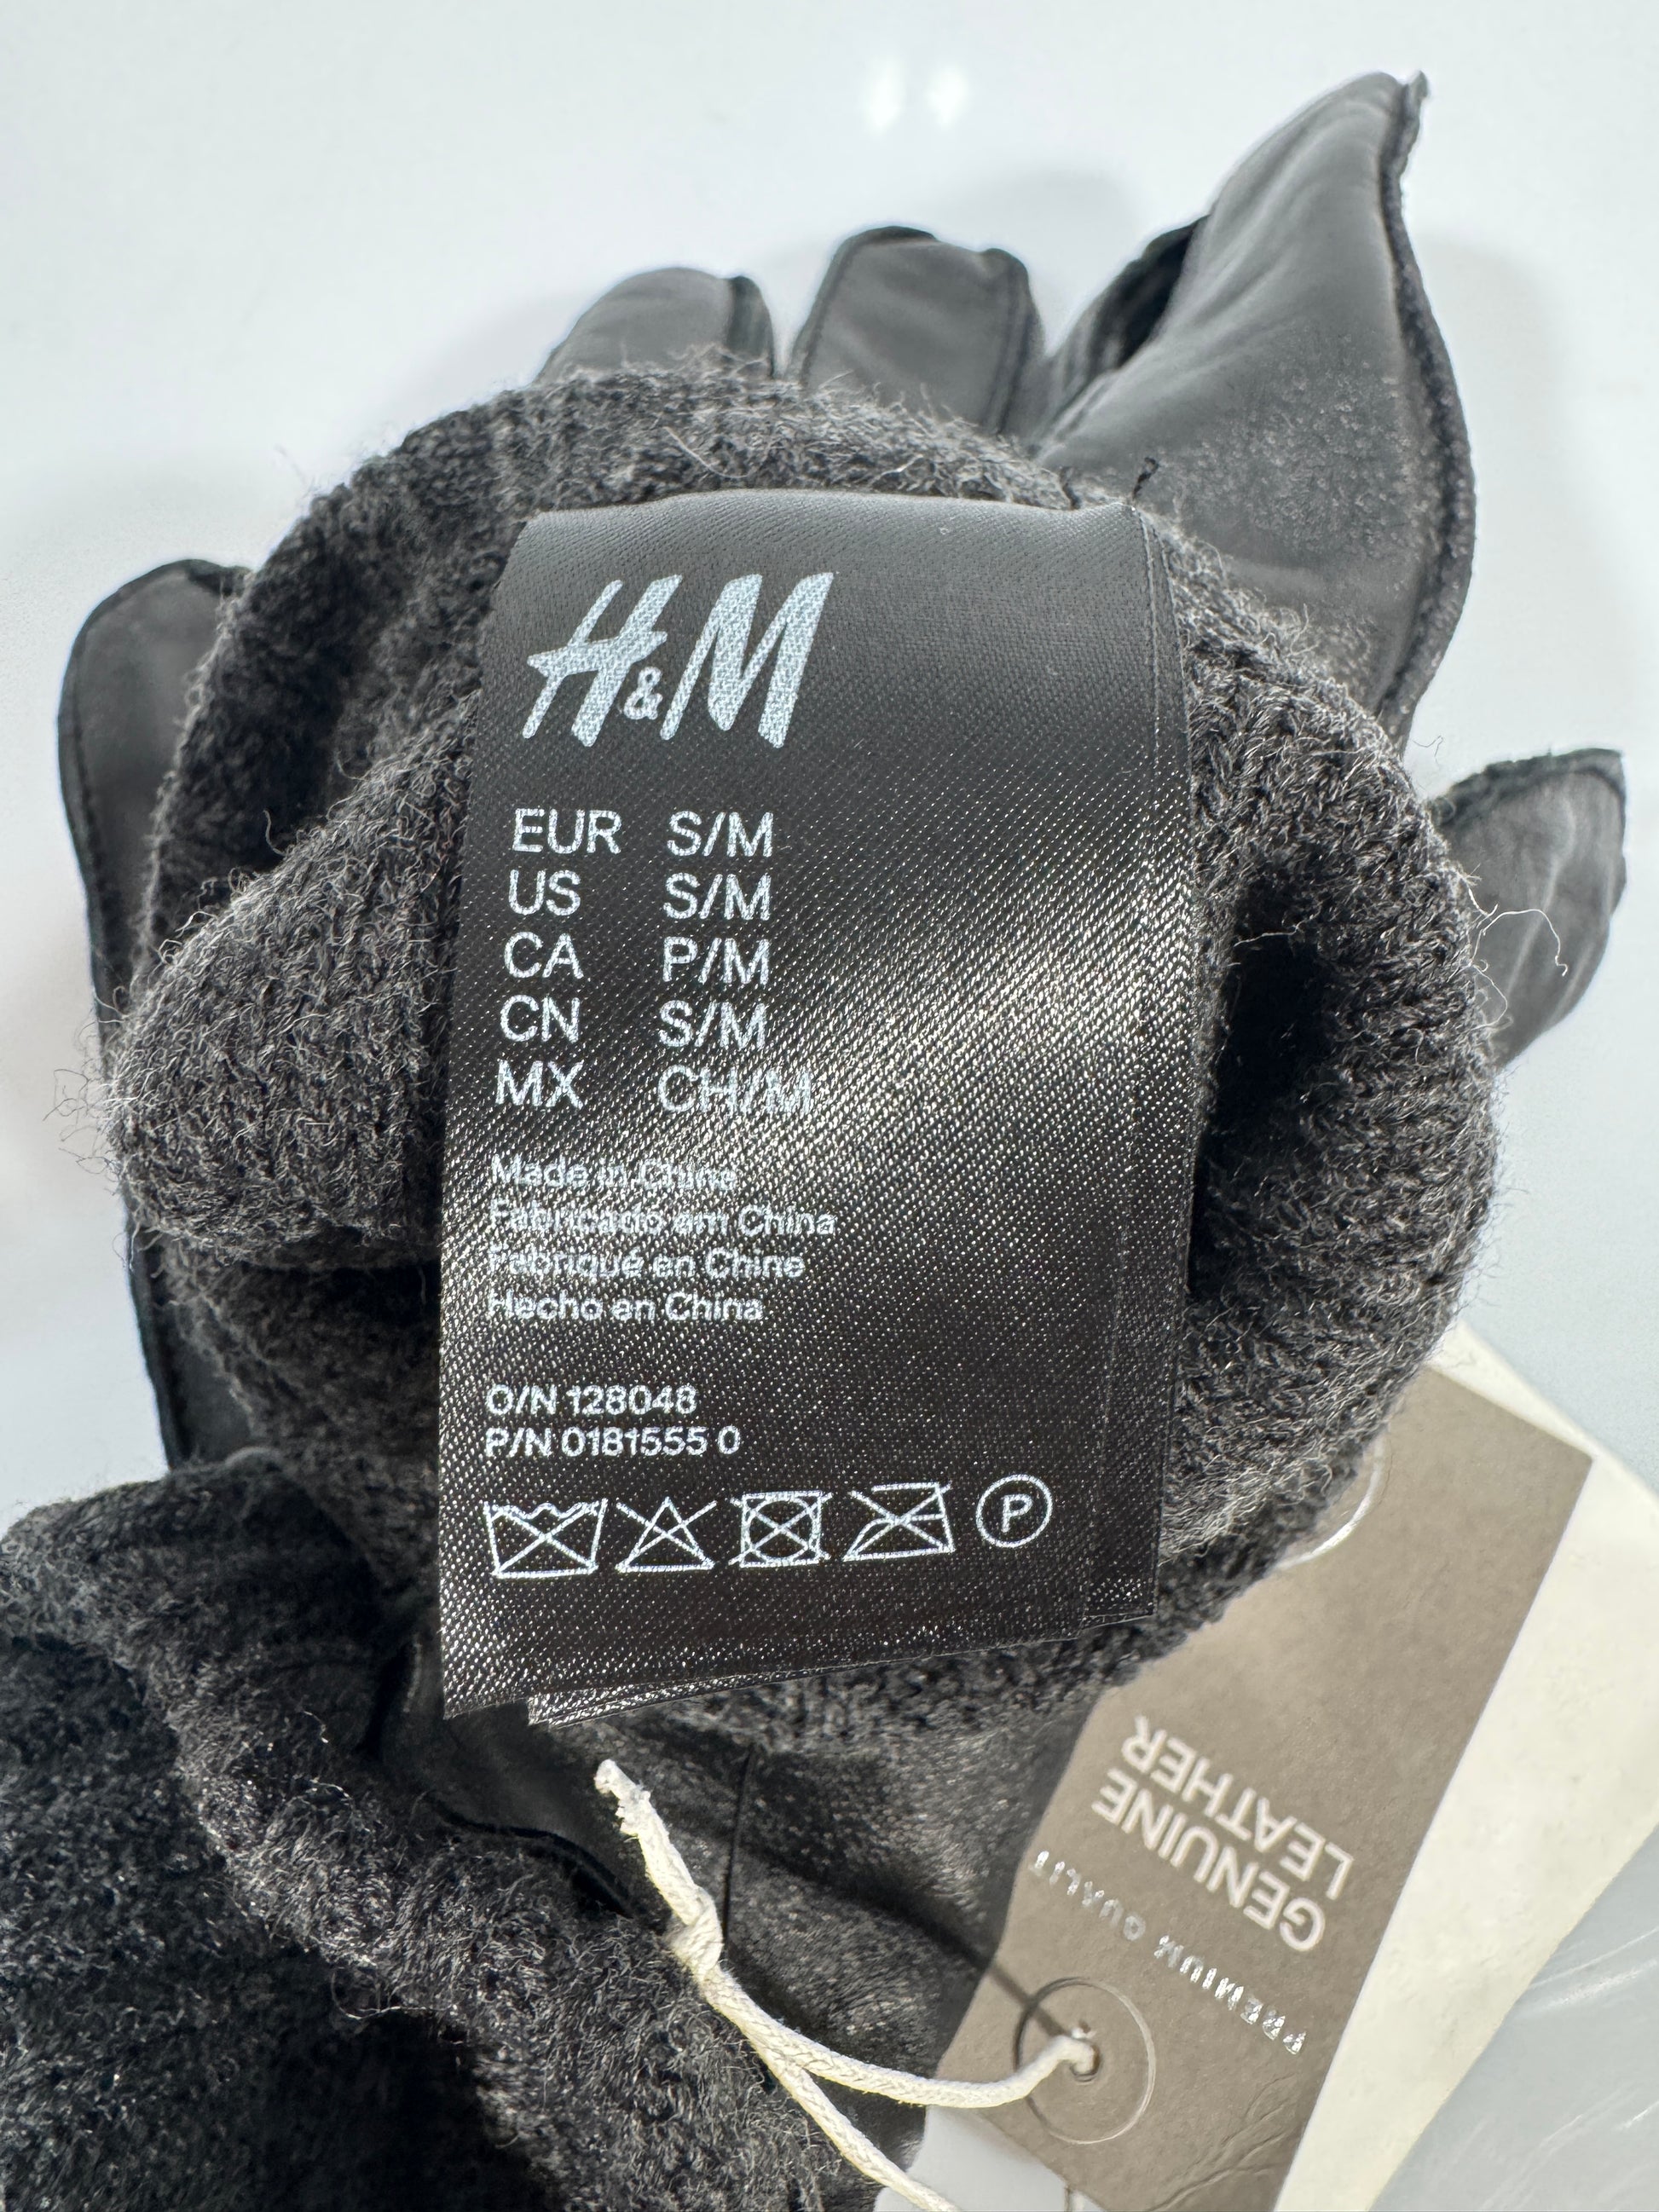 H&M
EUR S/M
US S/M
CA P/M
CN S/M
MX CH/M
Made in China
Fabricado em China
Fabriqué en Chine
Hecho en China
O/N 128048
P/N 0181555 0
P
GENUINE
LEATHER
PREMIUM QUALIT